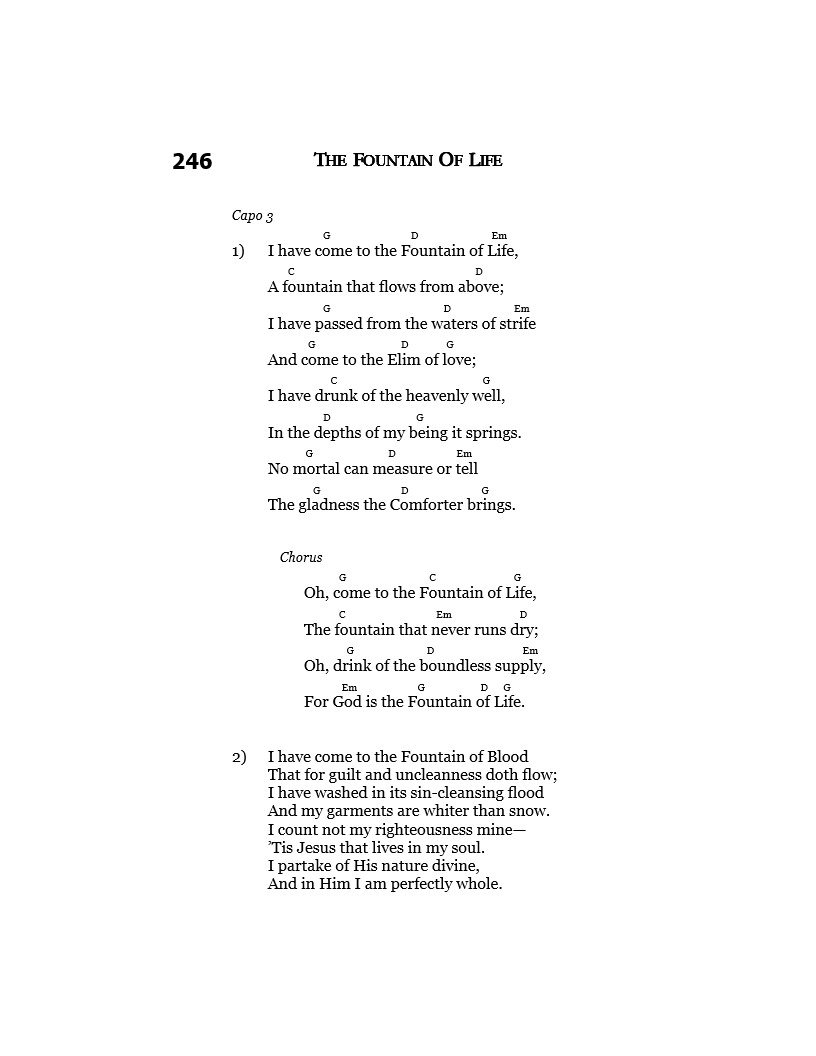 246 THE FOUNTAIN OF LIFE
Capo 3
G D Em
1) I have come to the Fountain of Life,
C D
A fountain that flows from above;
G D Em
I have passed from the waters of strife
G D G
And come to the Elim of love;
C G
I have drunk of the heavenly well,
D G
In the depths of my being it springs.
G D Em
No mortal can measure or tell
G D G
The gladness the Comforter brings.
Chorus
G C G
Oh, come to the Fountain of Life,
C Em D
The fountain that never runs dry;
G D Em
Oh, drink of the boundless supply,
Em G D G
For God is the Fountain of Life.
2) I have come to the Fountain of Blood
That for guilt and uncleanness doth flow;
I have washed in its sin-cleansing flood
And my garments are whiter than snow.
I count not my righteousness mine—
’Tis Jesus that lives in my soul.
I partake of His nature divine,
And in Him I am perfectly whole.